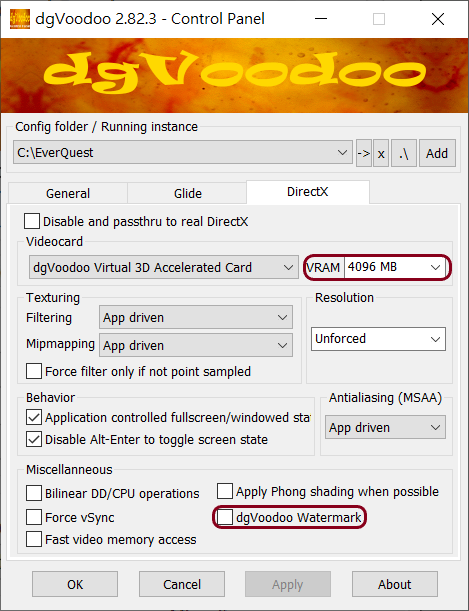 dgVoodoo 2.82.3 - Control Panel
dgVoodoo
Config folder / Running instance
C:\EverQuest -> x .\ Add
General Glide DirectX
Disable and passthru to real DirectX
Videocard
dgVoodoo Virtual 3D Accelerated Card VRAM 4096 MB
Texturing Resolution
Filtering App driven
Unforced
Mipmapping App driven
Force filter only if not point sampled
Behavior Antialiasing (MSAA)
Application controlled fullscreen/windowed stat
App driven
Disable Alt-Enter to toggle screen state
Miscellaneous
Bilinear DD/CPU operations Apply Phong shading when possible
Force vSync dgVoodoo Watermark
Fast video memory access
OK Cancel Apply About